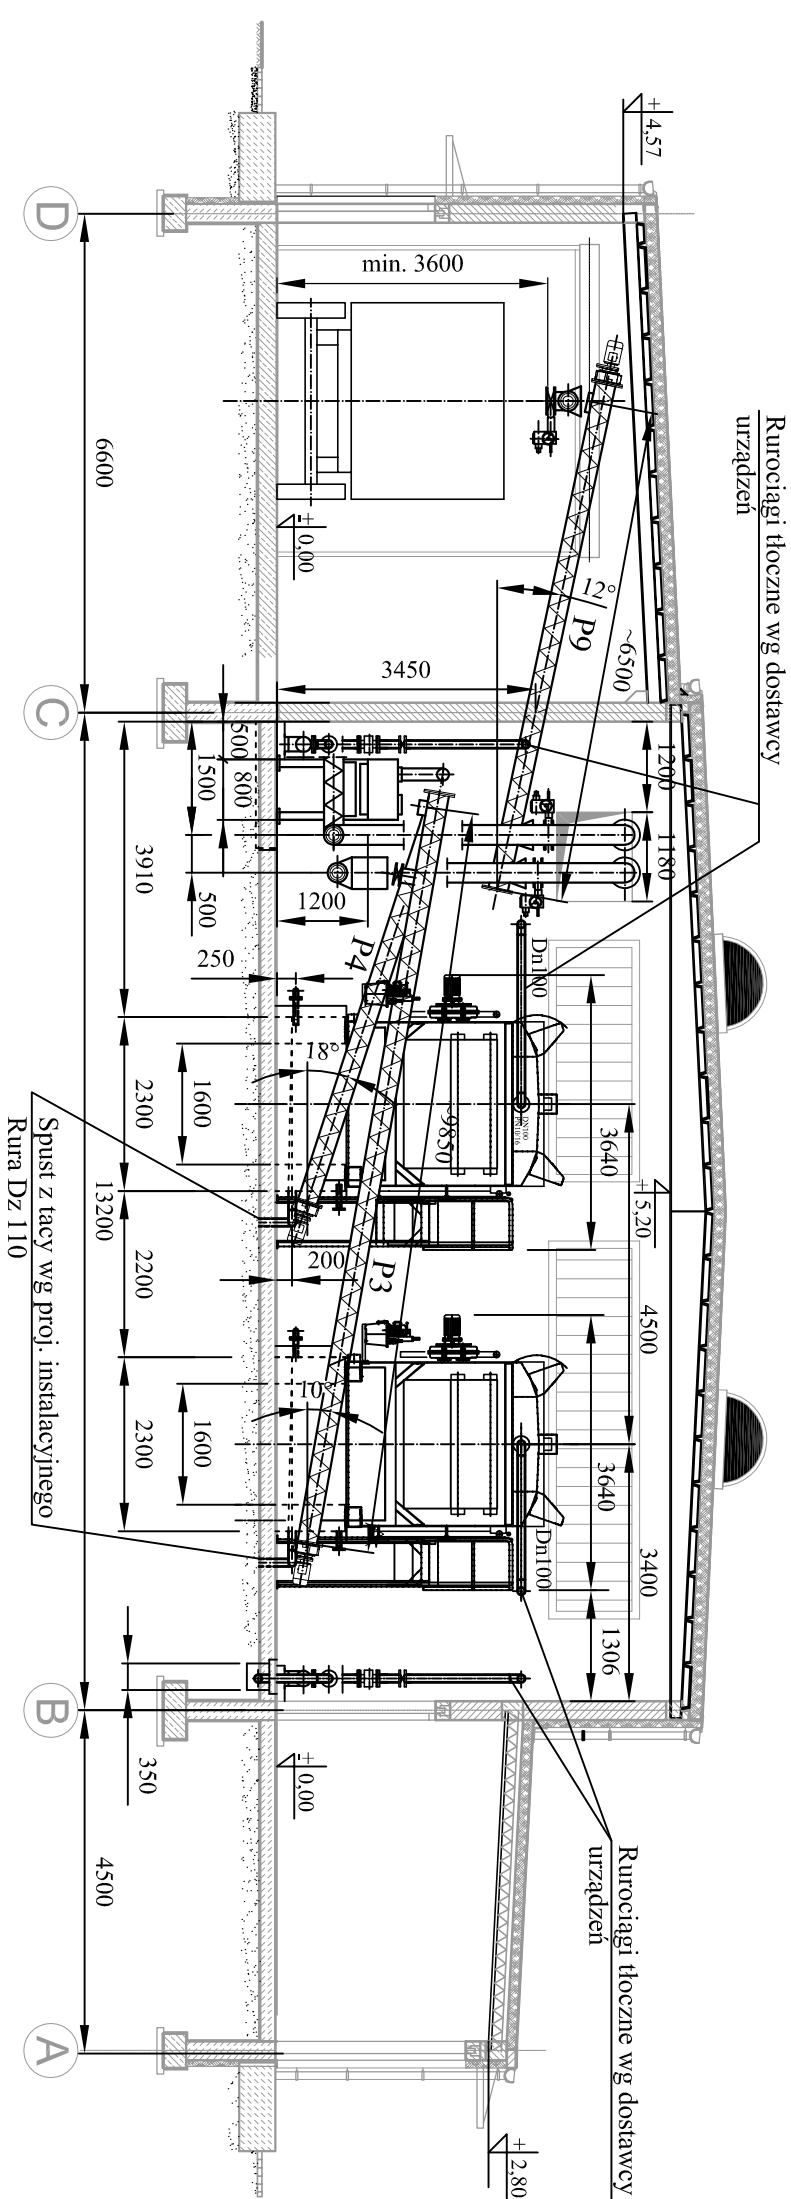 + 4,57
Rurociągi tłoczne wg dostawcy
urządzeń
min. 3600
± 0,00
12°
P9
~6500
6600
D
C
3450
1200
1180
500
800
1500
500
3910
1200
250
P4
Dn100
18°
DN100
PN10/16
~9850
3640
+ 5,20
1600
2300
13200
2200
200
P3
4500
10°
1600
2300
3640
Dn100
3400
1306
Spust z tacy wg proj. instalacyjnego
Rura Dz 110
350
B
± 0,00
4500
A
Rurociągi tłoczne wg dostawcy
urządzeń
+ 2,80